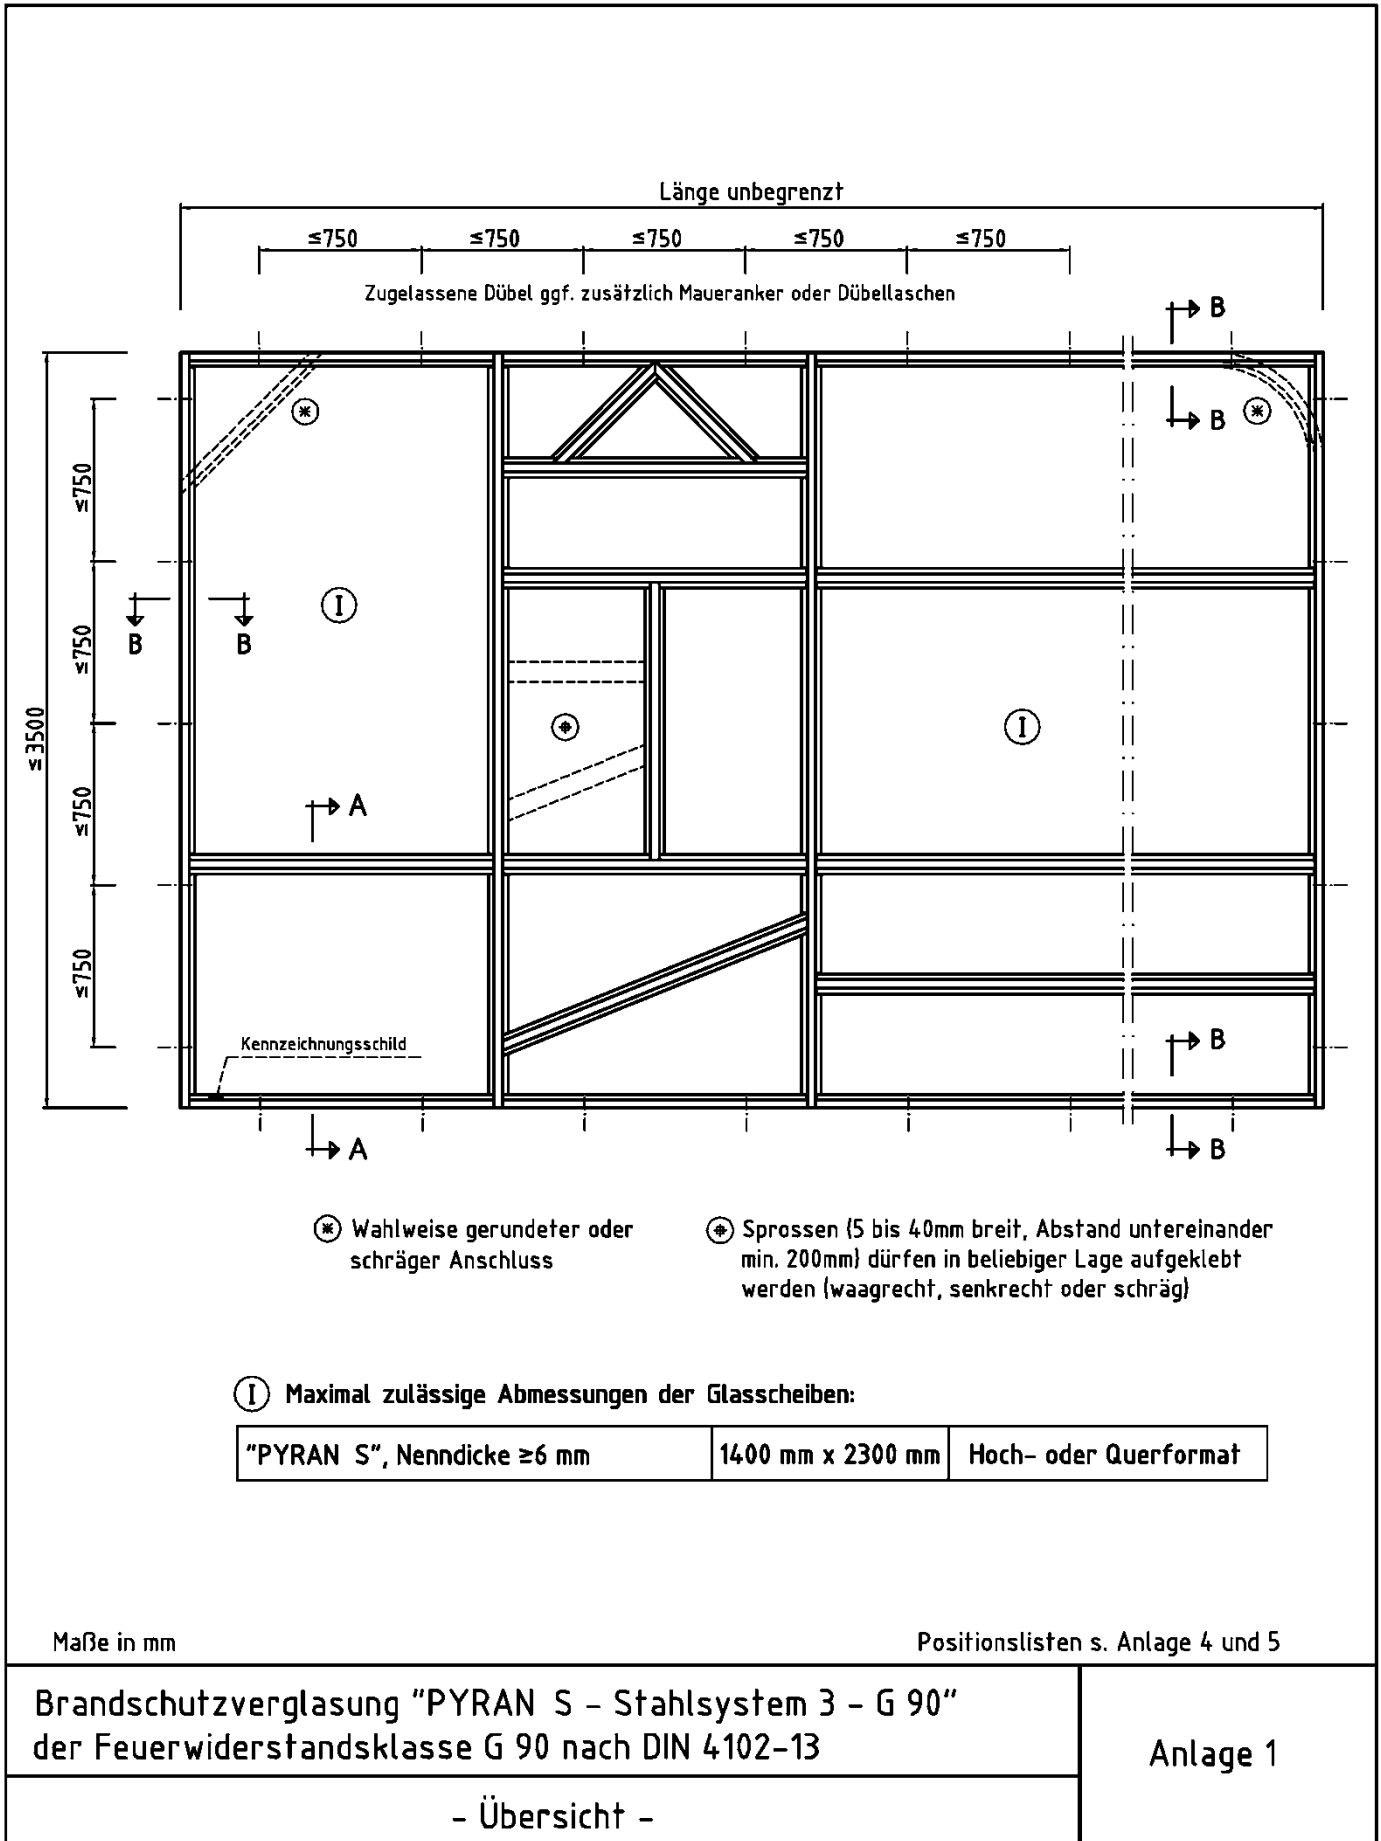 Länge unbegrenzt
≤750 ≤750 ≤750 ≤750 ≤750
Zugelassene Dübel ggf. zusätzlich Maueranker oder Dübellaschen
B
B
≤750
I
B B
≤750
≤3500
I
A
≤750
≤750
Kennzeichnungsschild
B
A
B
Wahlweise gerundeter oder
schräger Anschluss
Sprossen (5 bis 40mm breit, Abstand untereinander
min. 200mm) dürfen in beliebiger Lage aufgeklebt
werden (waagrecht, senkrecht oder schräg)
I Maximal zulässige Abmessungen der Glasscheiben:
"PYRAN S", Nenndicke ≥6 mm 1400 mm x 2300 mm Hoch- oder Querformat
Maße in mm
Positionslisten s. Anlage 4 und 5
Brandschutzverglasung "PYRAN S - Stahlsystem 3 - G 90"
der Feuerwiderstandsklasse G 90 nach DIN 4102-13
Anlage 1
- Übersicht -